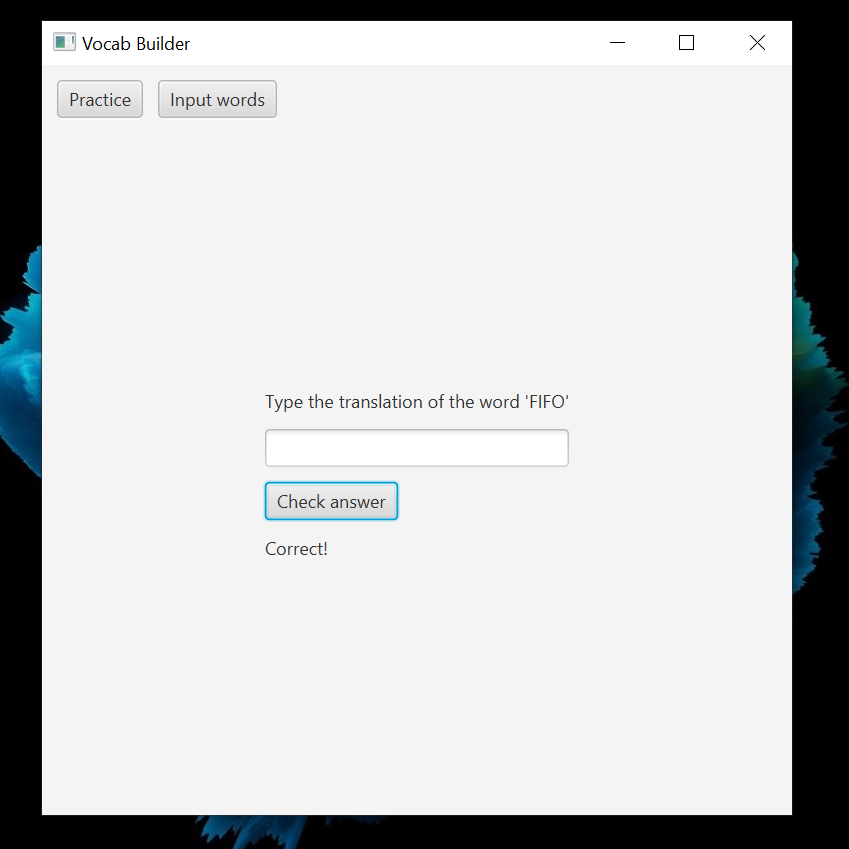 Vocab Builder
Practice
Input words
Type the translation of the word 'FIFO'
Check answer
Correct!